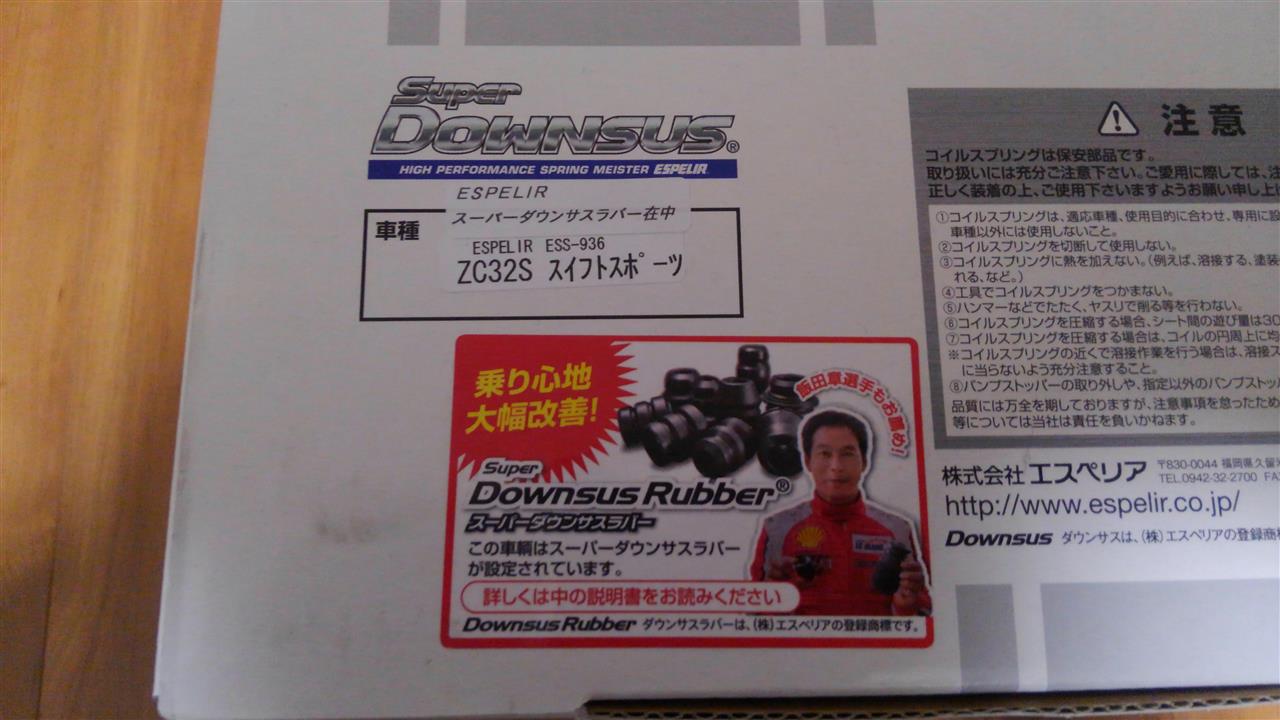 Super
DOWNSUS®
HIGH PERFORMANCE SPRING MEISTER ESPELIR
ESPELIR
スーパーダウンサスラバー在中
車種
ESPELIR ESS-936
ZC32S スイフトスポーツ
乗り心地
大幅改善!
飯田章選手もお薦め!
Super
Downsus Rubber®
スーパーダウンサスラバー
この車輌はスーパーダウンサスラバー
が設定されています。
詳しくは中の説明書をお読みください
Downsus Rubber ダウンサスラバーは、(株)エスペリアの登録商標です。
注意
コイルスプリングは保安部品です。
取り扱いには充分ご注意下さい。ご愛用に際しては、注
正しく装着の上、ご使用下さいますようお願い申し上
①コイルスプリングは、適応車種、使用目的に合わせ、専用に設
車種以外には使用しないこと。
②コイルスプリングを切断して使用しない。
③コイルスプリングに熱を加えない。(例えば、溶接する、塗装
れる、など。)
④工具でコイルスプリングをつかまない。
⑤ハンマーなどでたたく、ヤスリで削る等を行わない。
⑥コイルスプリングを圧縮する場合、シート間の遊び量は30
⑦コイルスプリングを圧縮する場合は、コイルの円周上に均
※コイルスプリングの近くで溶接作業を行う場合は、溶接ス
に当らないよう充分注意すること。
⑧バンプストッパーの取り外しや、指定以外のバンプストッパ
品質には万全を期しておりますが、注意事項を怠ったため
等については当社は責任を負いかねます。
株式会社 エスペリア 〒830-0044 福岡県久留米
TEL.0942-32-2700 FA
http://www.espelir.co.jp/
Downsus ダウンサスは、(株)エスペリアの登録商標